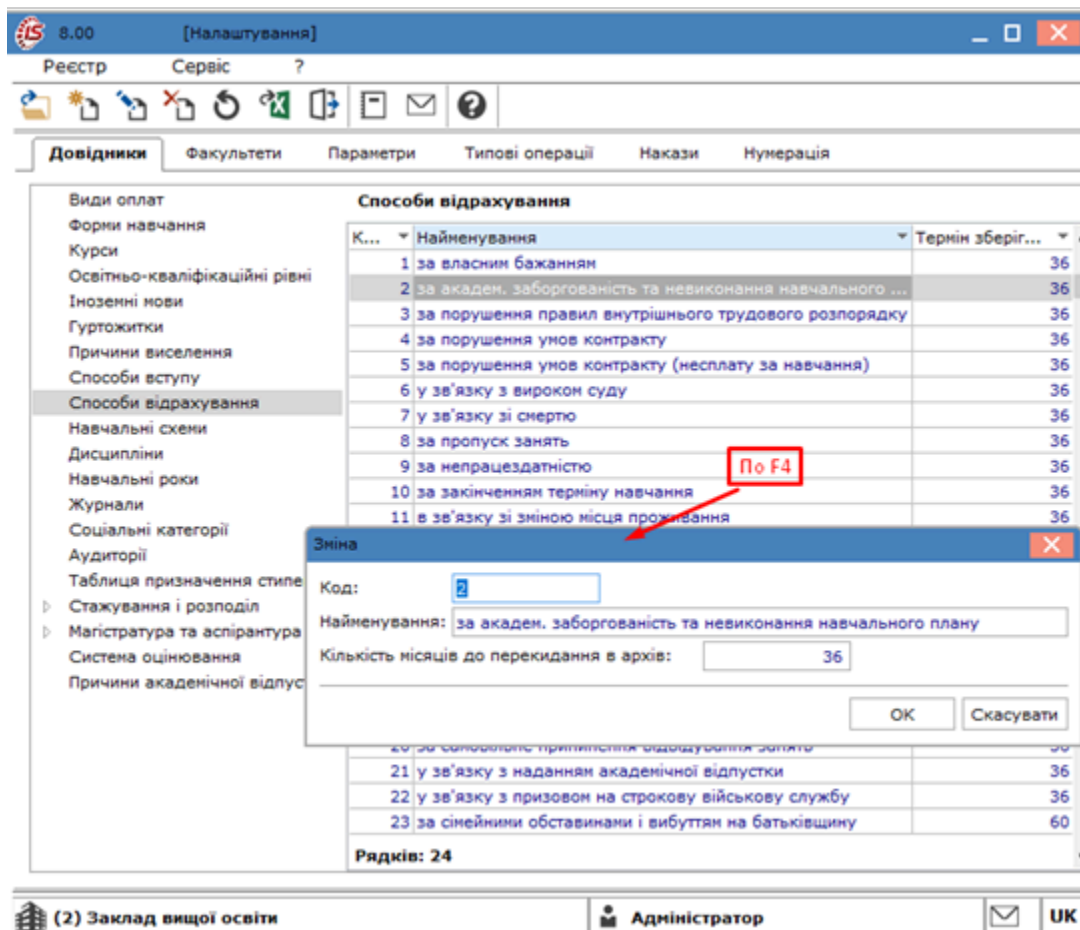 8.00 [Налаштування]
Реєстр Сервіс ?
Довідники Факультети Параметри Типові операції Накази Нумерація
Види оплат
Форми навчання
Курси
Освітньо-кваліфікаційні рівні
Іноземні мови
Гуртожитки
Причини виселення
Способи вступу
Способи відрахування
Навчальні схеми
Дисципліни
Навчальні роки
Журнали
Соціальні категорії
Аудиторії
Таблиця призначення стипе
Стажування і розподіл
Магістратура та аспірантура
Система оцінювання
Причини академічної відпус
Способи відрахування
К... Найменування Термін зберіг...
1 за власним бажанням 36
2 за академ. заборгованість та невиконання навчального ... 36
3 за порушення правил внутрішнього трудового розпорядку 36
4 за порушення умов контракту 36
5 за порушення умов контракту (несплату за навчання) 36
6 у зв'язку з вироком суду 36
7 у зв'язку зі смертю 36
8 за пропуск занять 36
9 за непрацездатністю 36
По F4
10 за закінченням терміну навчання 36
11 в зв'язку зі зміною місця проживання 36
Зміна
Код: 2
Найменування: за академ. заборгованість та невиконання навчального плану
Кількість місяців до перекидання в архів: 36
ОК Скасувати
21 у зв'язку з наданням академічної відпустки 36
22 у зв'язку з призовом на строкову військову службу 36
23 за сімейними обставинами і вибуттям на батьківщину 60
Рядків: 24
(2) Заклад вищої освіти Адміністратор UK